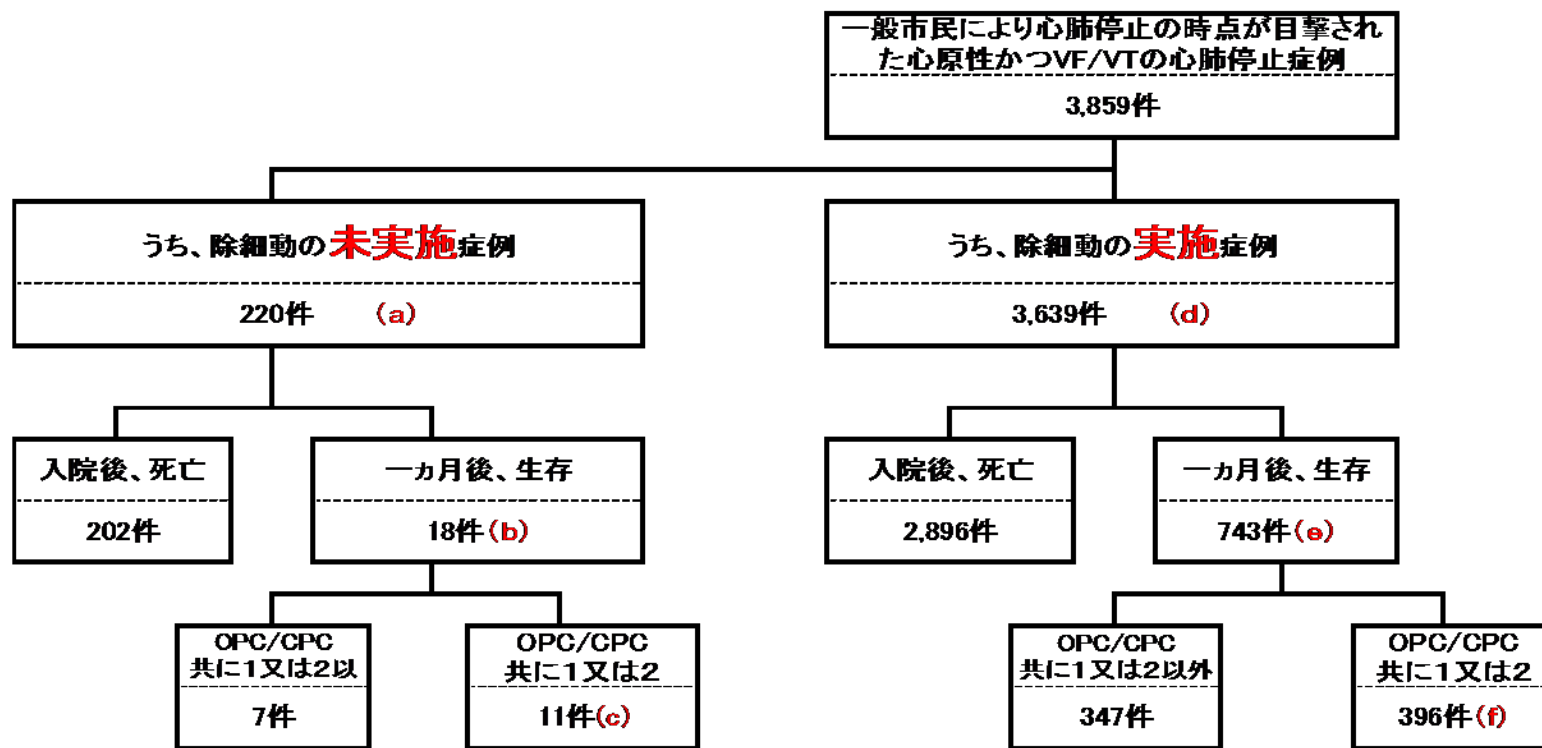 一般市民により心肺停止の時点が目撃され
た心原性かつVF/VTの心肺停止症例
3,859件
うち、除細動の未実施症例
220件 (a)
うち、除細動の実施症例
3,639件 (d)
入院後、死亡
202件
一ヵ月後、生存
18件(b)
入院後、死亡
2,896件
一ヵ月後、生存
743件(e)
OPC/CPC
共に1又は2以
7件
OPC/CPC
共に1又は2
11件(c)
OPC/CPC
共に1又は2以外
347件
OPC/CPC
共に1又は2
396件(f)